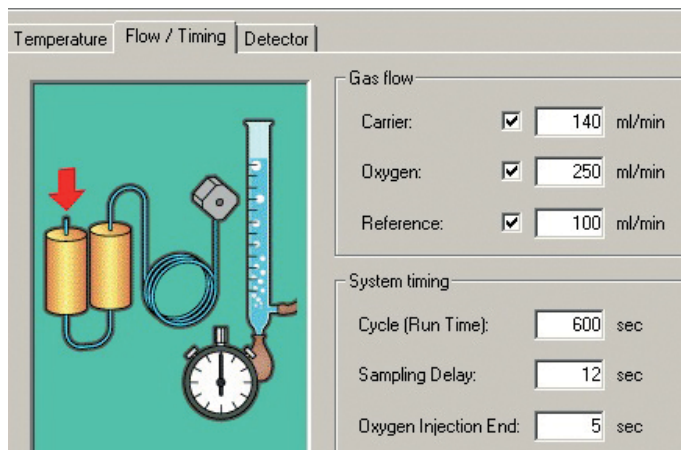 Temperature Flow / Timing Detector
Gas flow
Carrier: 140 ml/min
Oxygen: 250 ml/min
Reference: 100 ml/min
System timing
Cycle (Run Time): 600 sec
Sampling Delay: 12 sec
Oxygen Injection End: 5 sec